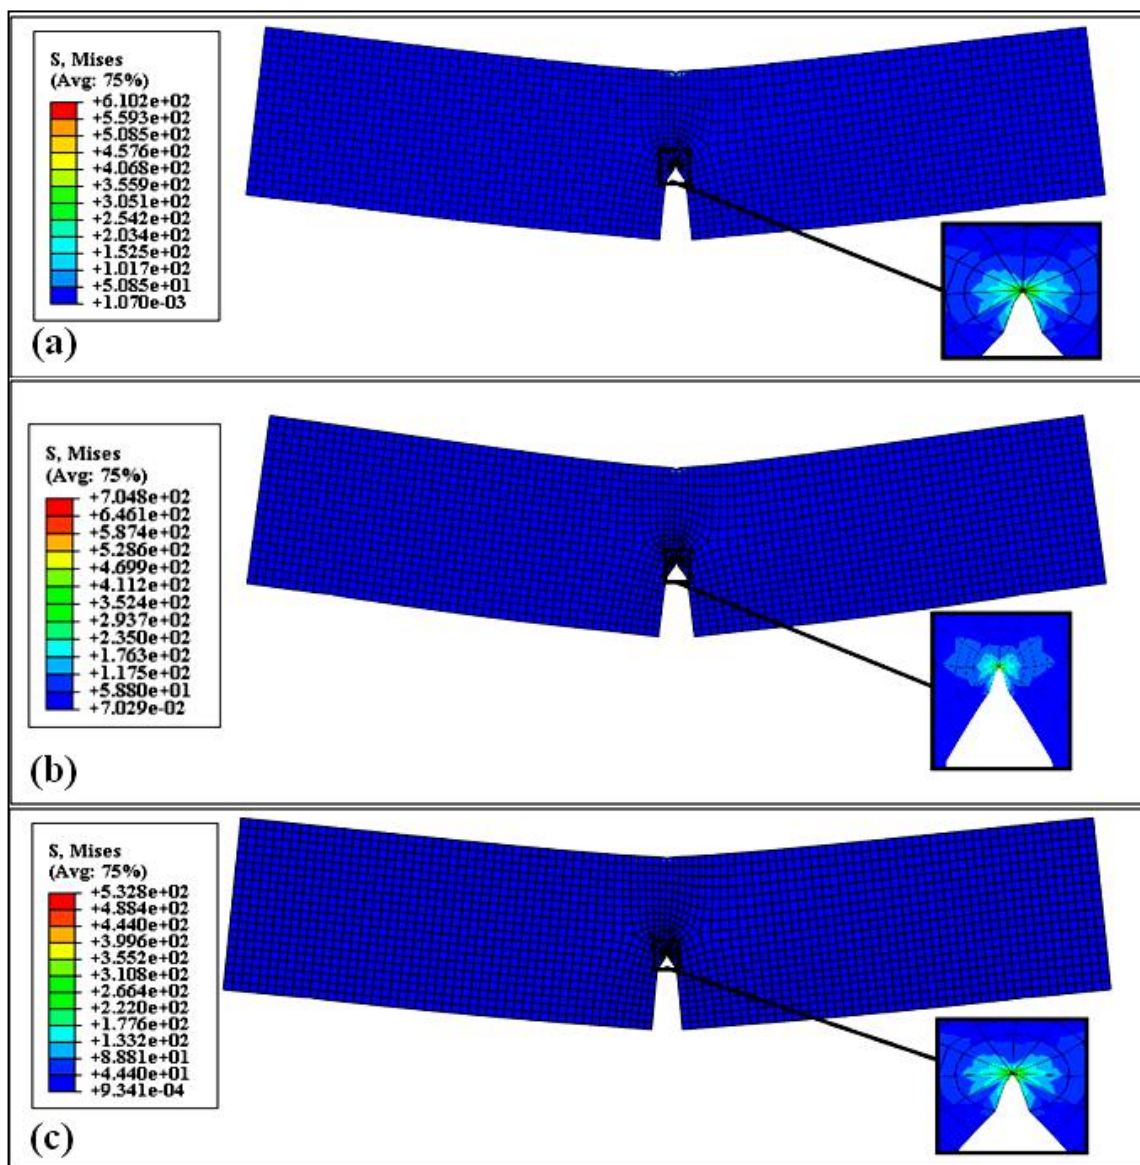 S, Mises
(Avg: 75%)
+6.102e+02
+5.593e+02
+5.085e+02
+4.576e+02
+4.068e+02
+3.559e+02
+3.051e+02
+2.542e+02
+2.034e+02
+1.525e+02
+1.017e+02
+5.085e+01
+1.070e-03
(a)
S, Mises
(Avg: 75%)
+7.048e+02
+6.461e+02
+5.874e+02
+5.286e+02
+4.699e+02
+4.112e+02
+3.524e+02
+2.937e+02
+2.350e+02
+1.763e+02
+1.175e+02
+5.880e+01
+7.029e-02
(b)
S, Mises
(Avg: 75%)
+5.328e+02
+4.884e+02
+4.440e+02
+3.996e+02
+3.552e+02
+3.108e+02
+2.664e+02
+2.220e+02
+1.776e+02
+1.332e+02
+8.881e+01
+4.440e+01
+9.341e-04
(c)